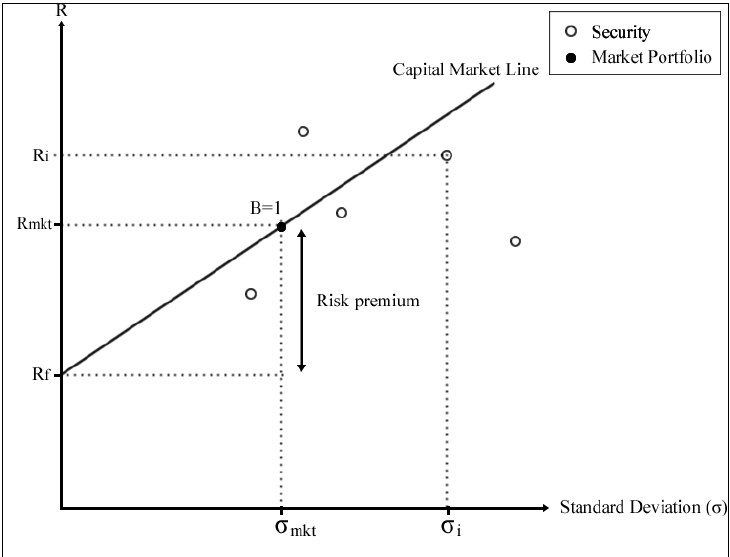 R
Security
Market Portfolio
Capital Market Line
Ri
B=1
Rmkt
Risk premium
Rf
Standard Deviation (σ)
σmkt
σi